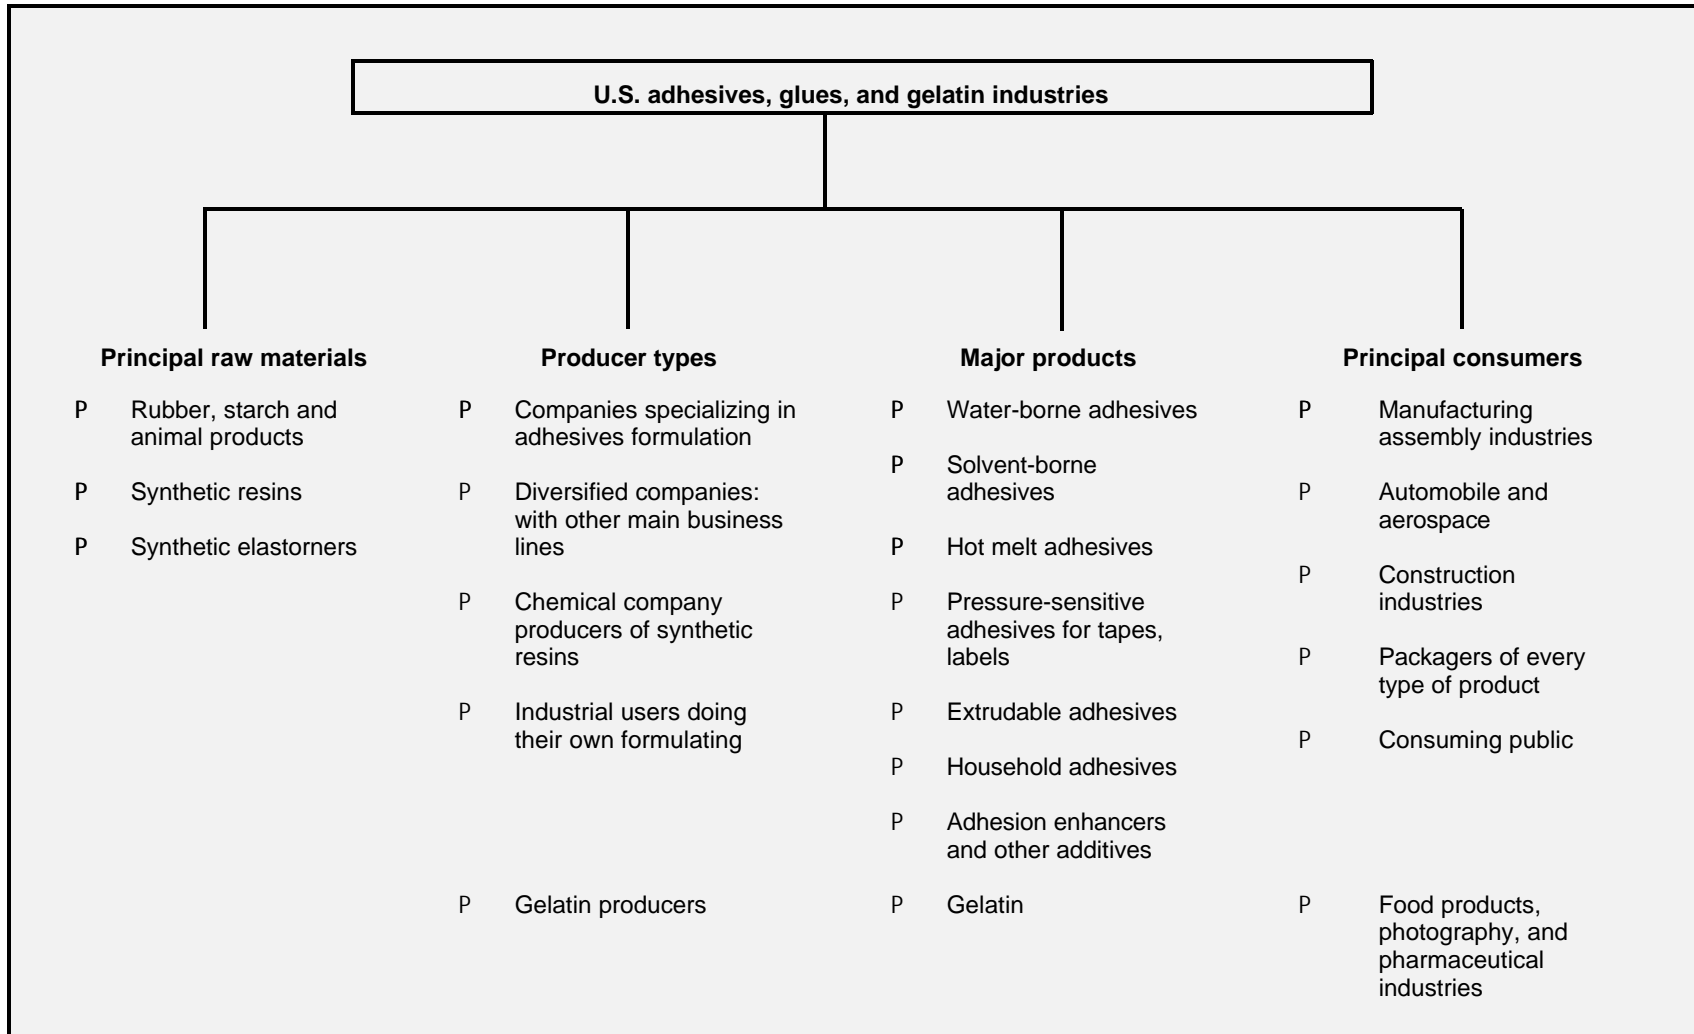 U.S. adhesives, glues, and gelatin industries
Principal raw materials
P Rubber, starch and
animal products
P Synthetic resins
P Synthetic elastorners
Producer types
P Companies specializing in
adhesives formulation
P Diversified companies:
with other main business
lines
P Chemical company
producers of synthetic
resins
P Industrial users doing
their own formulating
P Gelatin producers
Major products
P Water-borne adhesives
P Solvent-borne
adhesives
P Hot melt adhesives
P Pressure-sensitive
adhesives for tapes,
labels
P Extrudable adhesives
P Household adhesives
P Adhesion enhancers
and other additives
P Gelatin
Principal consumers
P Manufacturing
assembly industries
P Automobile and
aerospace
P Construction
industries
P Packagers of every
type of product
P Consuming public
P Food products,
photography, and
pharmaceutical
industries